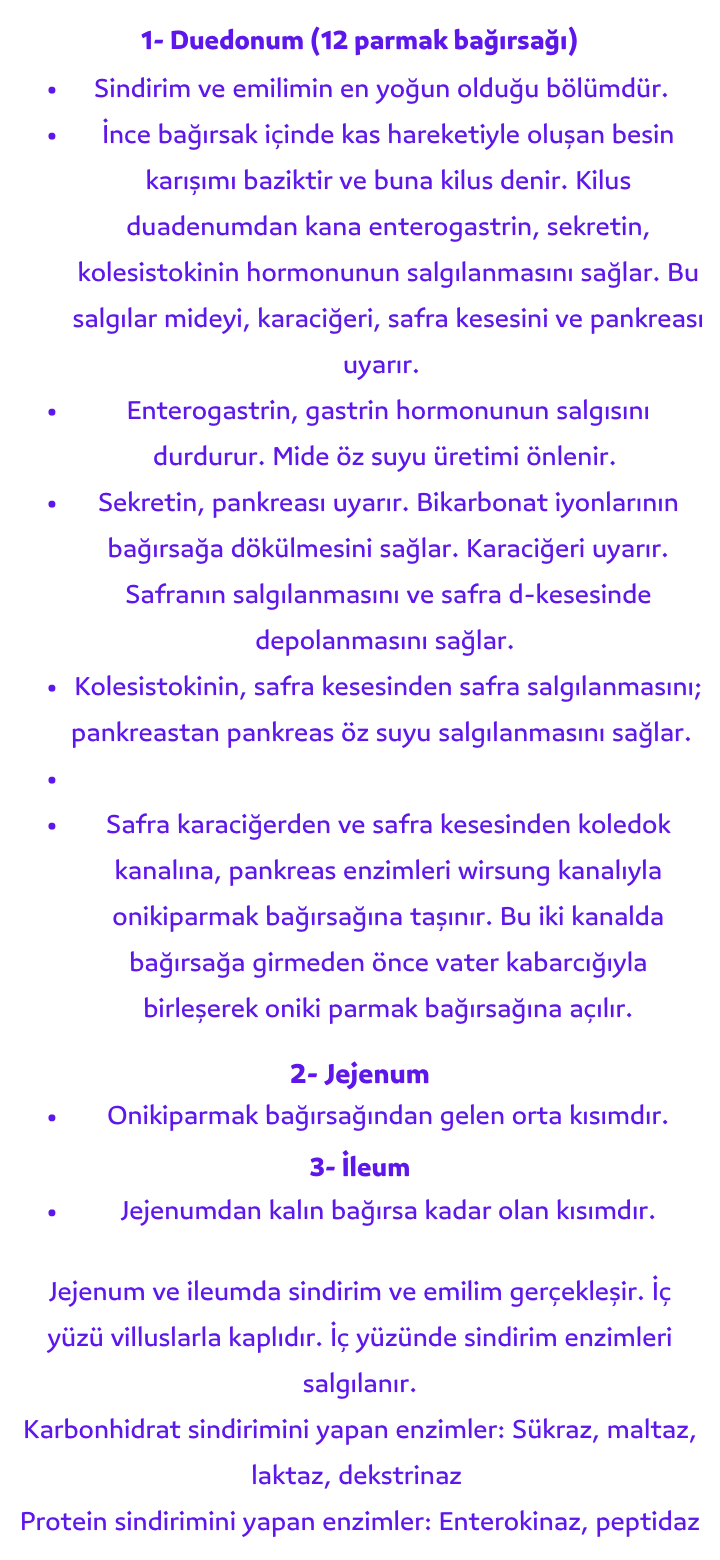 1- Duedonum (12 parmak bağırsağı)
• Sindirim ve emilimin en yoğun olduğu bölümdür.
• İnce bağırsak içinde kas hareketiyle oluşan besin
karışımı baziktir ve buna kilus denir. Kilus
duadenumdan kana enterogastrin, sekretin,
kolesistokinin hormonunun salgılanmasını sağlar. Bu
salgılar mideyi, karaciğeri, safra kesesini ve pankreası
uyarır.
• Enterogastrin, gastrin hormonunun salgısını
durdurur. Mide öz suyu üretimi önlenir.
• Sekretin, pankreası uyarır. Bikarbonat iyonlarının
bağırsağa dökülmesini sağlar. Karaciğeri uyarır.
Safranın salgılanmasını ve safra d-kesesinde
depolanmasını sağlar.
• Kolesistokinin, safra kesesinden safra salgılanmasını;
pankreastan pankreas öz suyu salgılanmasını sağlar.
•
• Safra karaciğerden ve safra kesesinden koledok
kanalına, pankreas enzimleri wirsung kanalıyla
onikiparmak bağırsağına taşınır. Bu iki kanalda
bağırsağa girmeden önce vater kabarcığıyla
birleşerek oniki parmak bağırsağına açılır.
2- Jejenum
• Onikiparmak bağırsağından gelen orta kısımdır.
3- İleum
• Jejenumdan kalın bağırsa kadar olan kısımdır.
Jejenum ve ileumda sindirim ve emilim gerçekleşir. İç
yüzü villuslarla kaplıdır. İç yüzünde sindirim enzimleri
salgılanır.
Karbonhidrat sindirimini yapan enzimler: Sükraz, maltaz,
laktaz, dekstrinaz
Protein sindirimini yapan enzimler: Enterokinaz, peptidaz